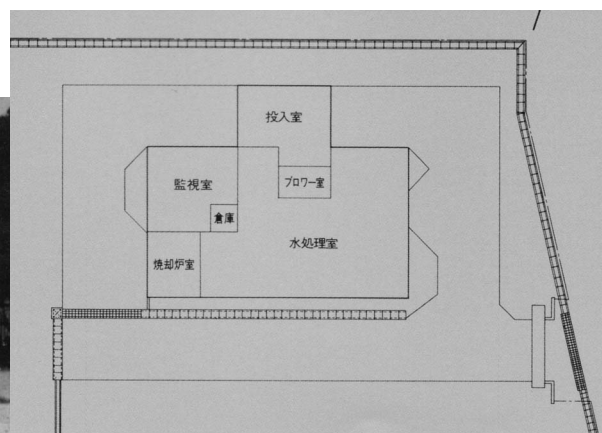 投入室
監視室
ブロワー室
倉庫
水処理室
焼却炉室